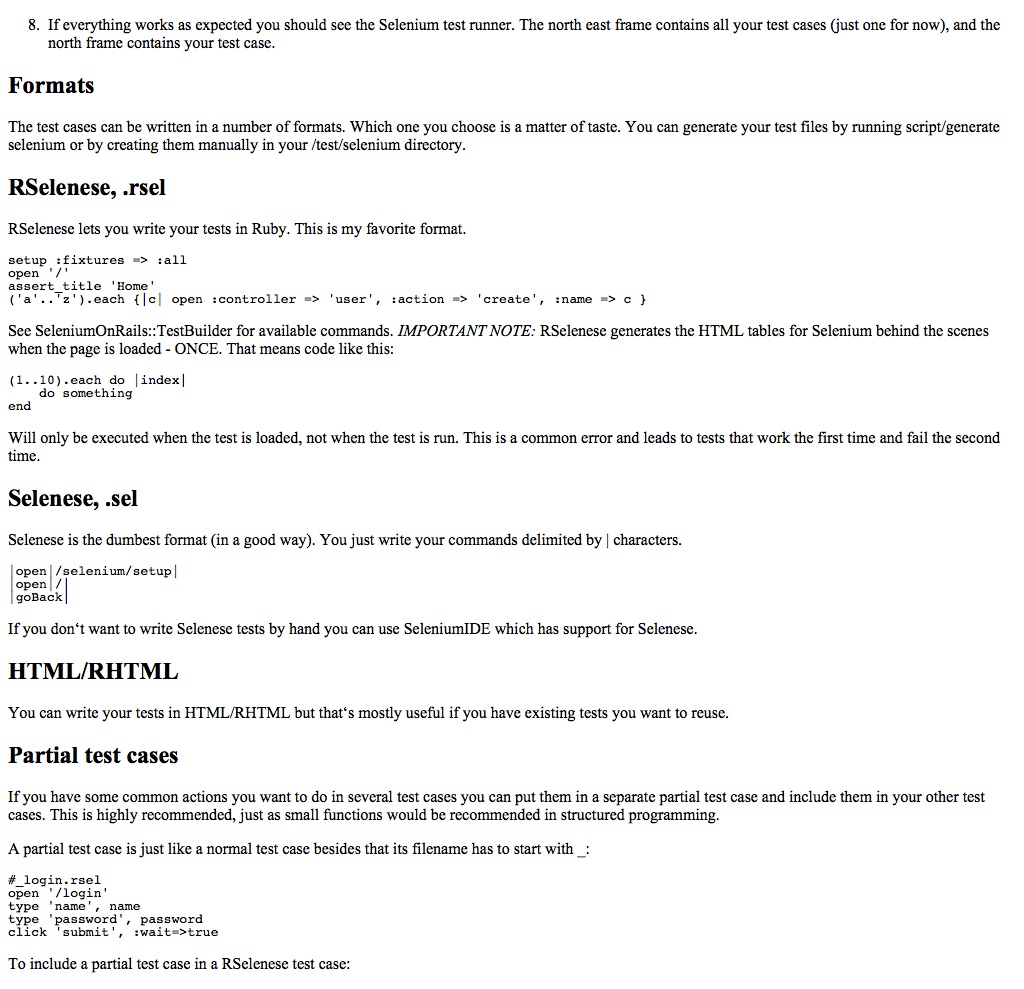 8. If everything works as expected you should see the Selenium test runner. The north east frame contains all your test cases (just one for now), and the
north frame contains your test case.
Formats
The test cases can be written in a number of formats. Which one you choose is a matter of taste. You can generate your test files by running script/generate
selenium or by creating them manually in your /test/selenium directory.
RSelenese, .rsel
RSelenese lets you write your tests in Ruby. This is my favorite format.
setup :fixtures => :all
open '/'
assert_title 'Home'
('a'..'z').each {|c| open :controller => 'user', :action => 'create', :name => c }
See SeleniumOnRails::TestBuilder for available commands. IMPORTANT NOTE: RSelenese generates the HTML tables for Selenium behind the scenes
when the page is loaded - ONCE. That means code like this:
(1..10).each do |index|
    do something
end
Will only be executed when the test is loaded, not when the test is run. This is a common error and leads to tests that work the first time and fail the second
time.
Selenese, .sel
Selenese is the dumbest format (in a good way). You just write your commands delimited by | characters.
|open|/selenium/setup|
|open|/|
|goBack|
If you don‘t want to write Selenese tests by hand you can use SeleniumIDE which has support for Selenese.
HTML/RHTML
You can write your tests in HTML/RHTML but that‘s mostly useful if you have existing tests you want to reuse.
Partial test cases
If you have some common actions you want to do in several test cases you can put them in a separate partial test case and include them in your other test
cases. This is highly recommended, just as small functions would be recommended in structured programming.
A partial test case is just like a normal test case besides that its filename has to start with _:
#_login.rsel
open '/login'
type 'name', name
type 'password', password
click 'submit', :wait=>true
To include a partial test case in a RSelenese test case: